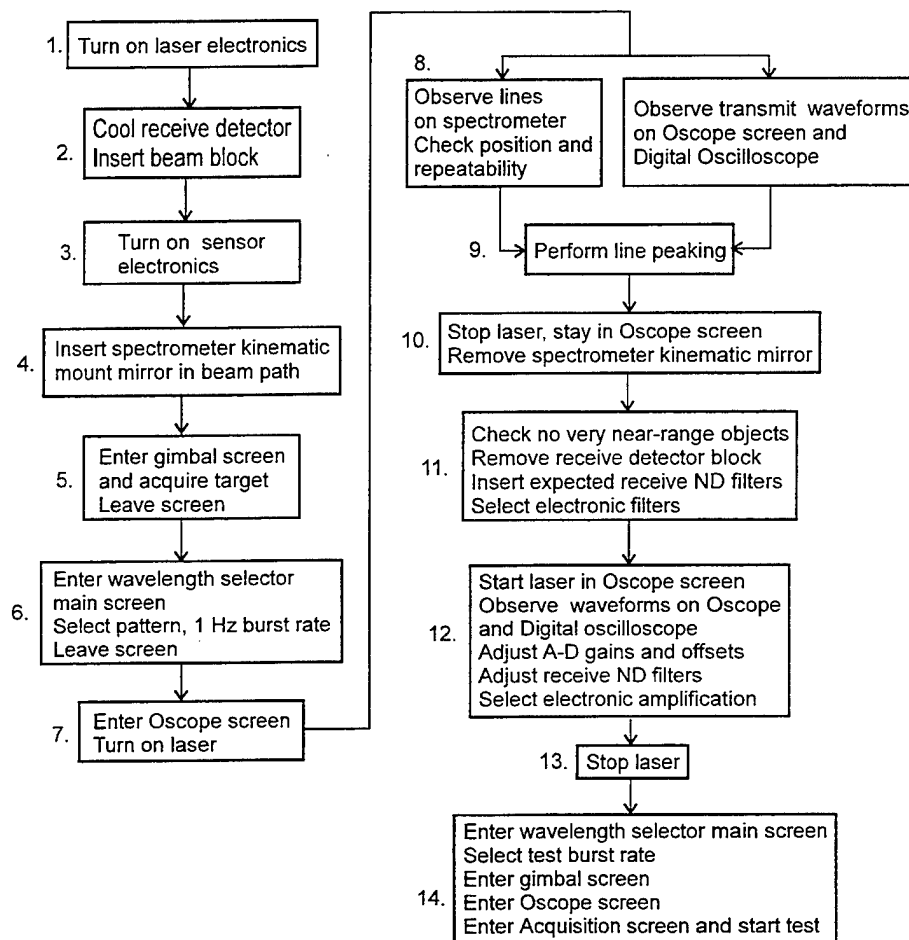 1. Turn on laser electronics
2. Cool receive detector
Insert beam block
3. Turn on sensor
electronics
4. Insert spectrometer kinematic
mount mirror in beam path
5. Enter gimbal screen
and acquire target
Leave screen
6. Enter wavelength selector
main screen
Select pattern, 1 Hz burst rate
Leave screen
7. Enter Oscope screen
Turn on laser
8.
Observe lines
on spectrometer
Check position and
repeatability
Observe transmit waveforms
on Oscope screen and
Digital Oscilloscope
9. Perform line peaking
10. Stop laser, stay in Oscope screen
Remove spectrometer kinematic mirror
11. Check no very near-range objects
Remove receive detector block
Insert expected receive ND filters
Select electronic filters
12. Start laser in Oscope screen
Observe waveforms on Oscope
and Digital oscilloscope
Adjust A-D gains and offsets
Adjust receive ND filters
Select electronic amplification
13. Stop laser
14. Enter wavelength selector main screen
Select test burst rate
Enter gimbal screen
Enter Oscope screen
Enter Acquisition screen and start test